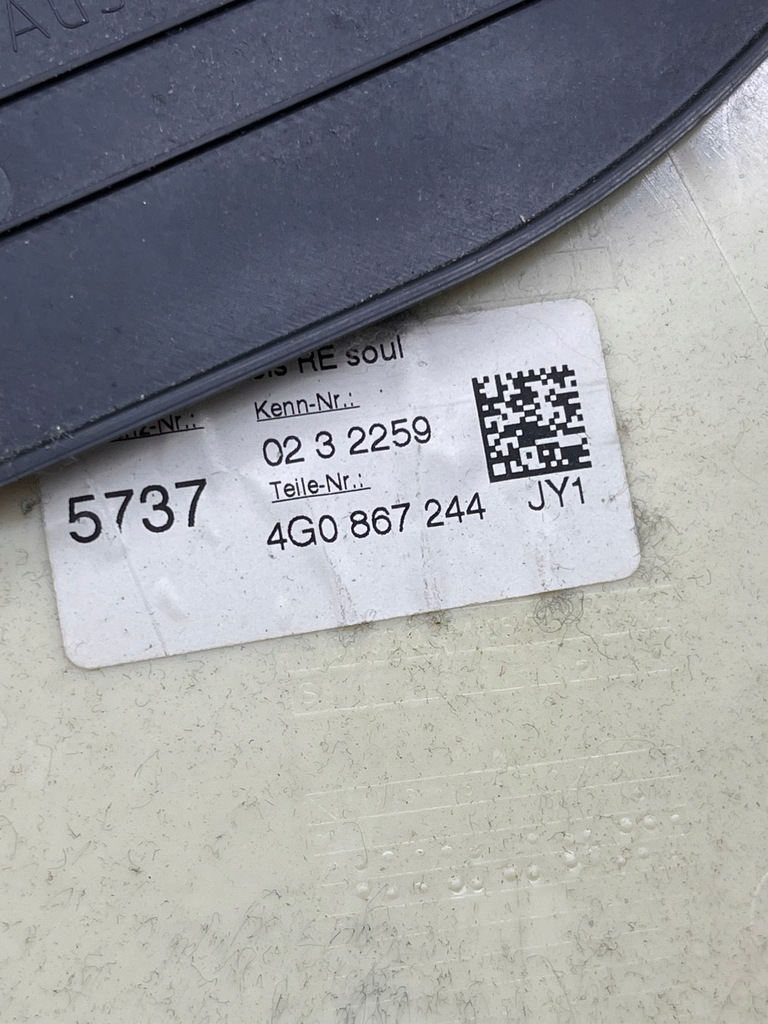 RE soul
Kenn-Nr.:
02 3 2259
5737
Teile-Nr.:
4G0 867 244
JY1